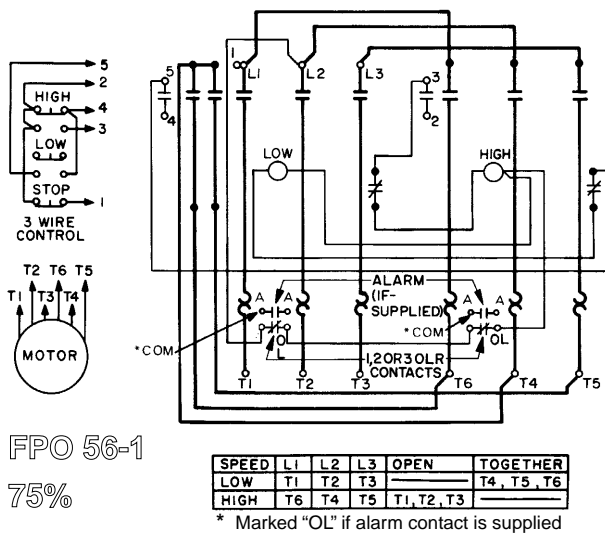 5
2
HIGH
4
3
LOW
STOP
1
3 WIRE
CONTROL
T2 T6 T5
T1 T3 T4
MOTOR
1 L1 L2 L3
5
4
3
2
LOW
HIGH
ALARM
(IF-
SUPPLIED)
A A
A A
*COM
*COM
OL
OL
1,2 OR 3 OLR
CONTACTS
T1 T2 T3 T6 T4 T5
FPO 56-1
75%
SPEED L1 L2 L3 OPEN TOGETHER
LOW T1 T2 T3 ——— T4, T5, T6
HIGH T6 T4 T5 T1, T2, T3 ———
* Marked “OL” if alarm contact is supplied